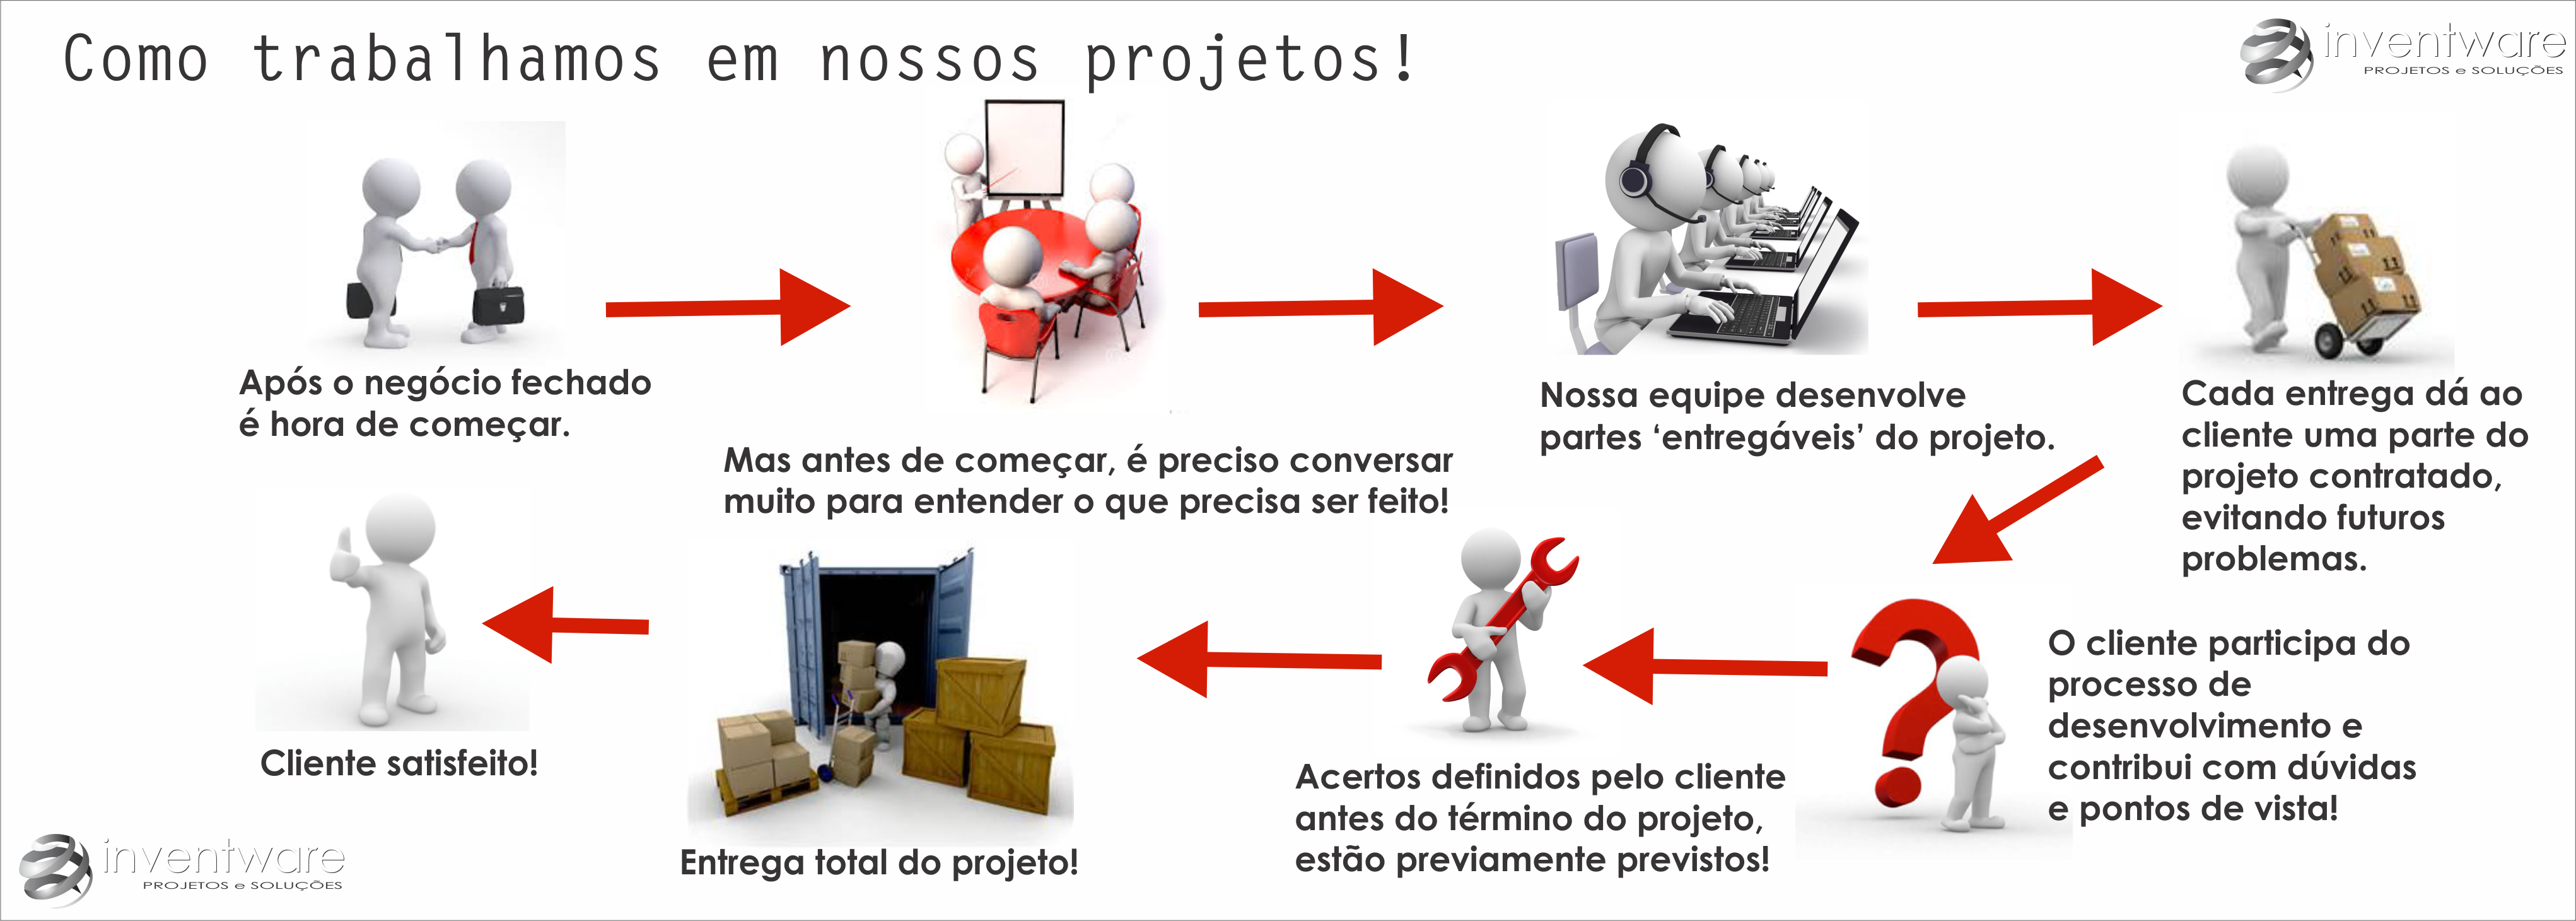 Como trabalhamos em nossos projetos!
inventware
PROJETOS e SOLUÇÕES
Após o negócio fechado
é hora de começar.
Mas antes de começar, é preciso conversar
muito para entender o que precisa ser feito!
Nossa equipe desenvolve
partes ‘entregáveis’ do projeto.
Cada entrega dá ao
cliente uma parte do
projeto contratado,
evitando futuros
problemas.
O cliente participa do
processo de
desenvolvimento e
contribui com dúvidas
e pontos de vista!
Acertos definidos pelo cliente
antes do término do projeto,
estão previamente previstos!
Entrega total do projeto!
Cliente satisfeito!
inventware
PROJETOS e SOLUÇÕES